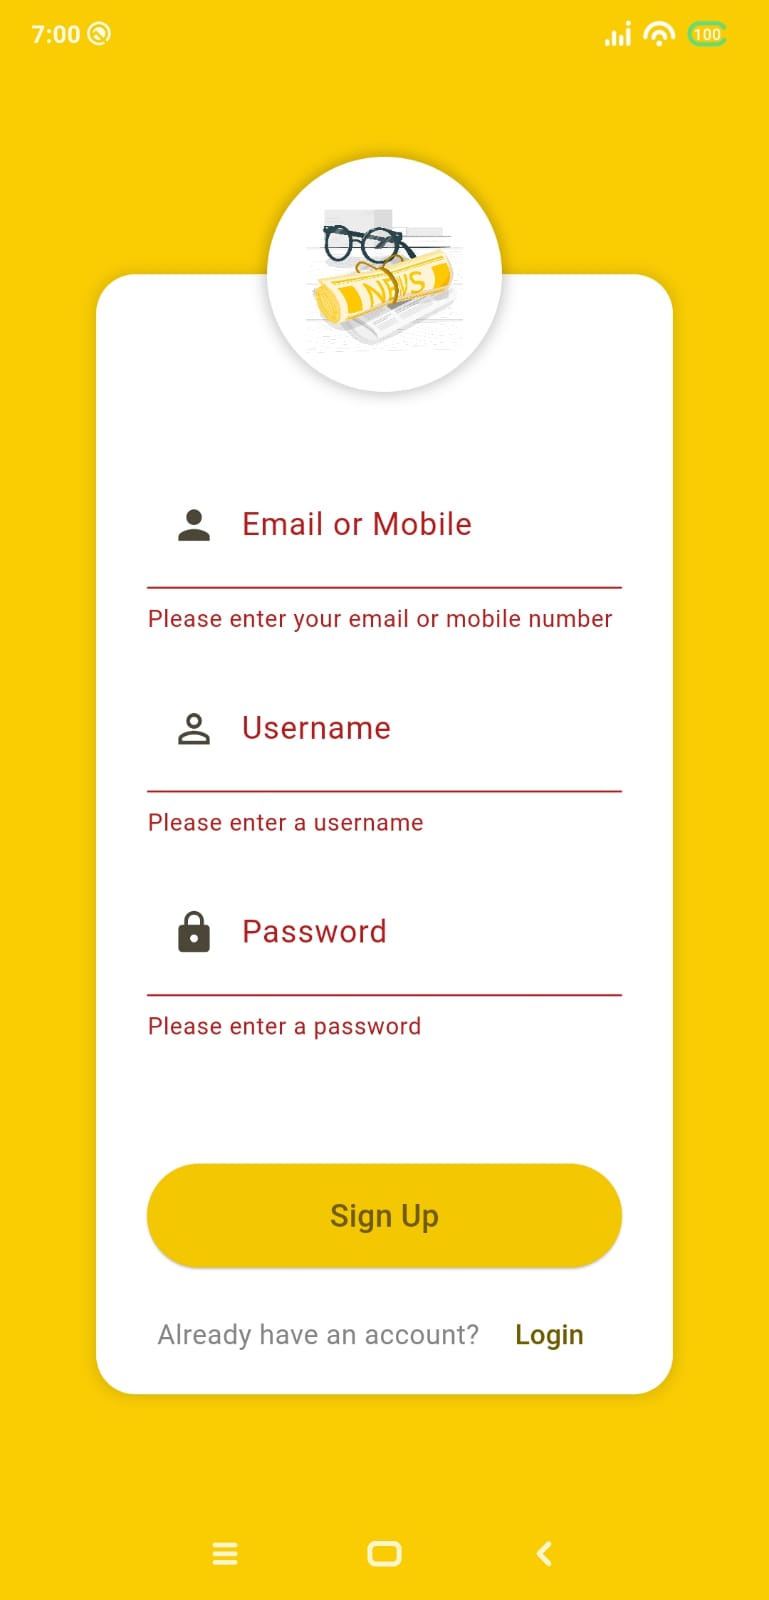 7:00
100
NEWS
Email or Mobile
Please enter your email or mobile number
Username
Please enter a username
Password
Please enter a password
Sign Up
Already have an account? Login